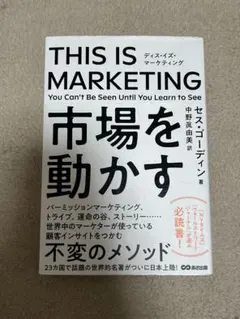 THIS IS
ディス・イズ・
マーケティング
MARKETING
You Can't Be Seen Until You Learn to See
市場を
動かす
セス・ゴーディン 著
中野眞由美 訳
パーミッションマーケティング、
トライブ、運命の谷、ストーリー……
世界中のマーケターが使っている
顧客インサイトをつかむ
不変のメソッド
23カ国で話題の世界的名著がついに日本上陸!
必読書!
あさ出版